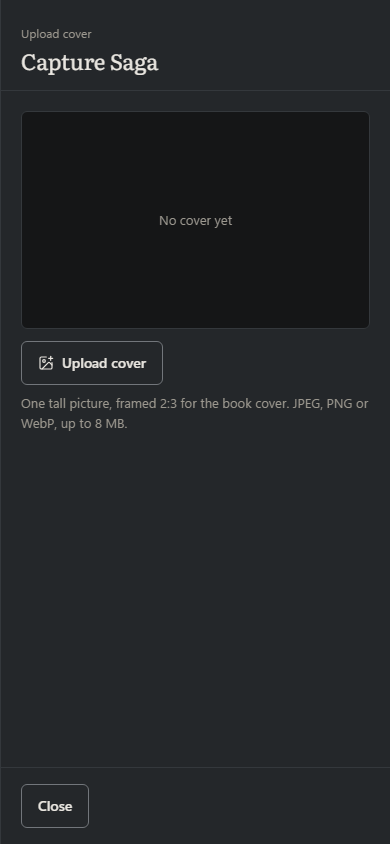 Upload cover
Capture Saga
No cover yet
Upload cover
One tall picture, framed 2:3 for the book cover. JPEG, PNG or
WebP, up to 8 MB.
Close